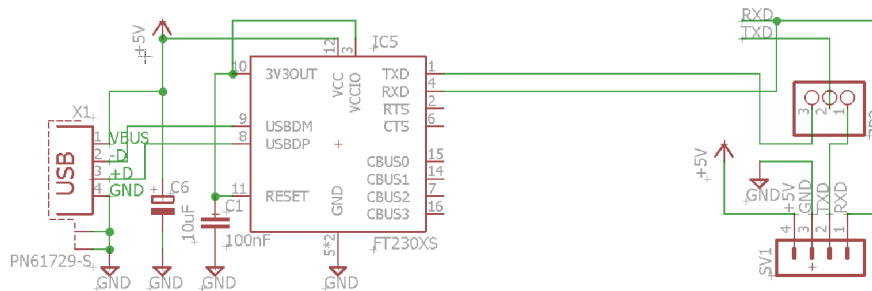 RXD
TXD
+5V
IC5
12
3
10
3V3OUT
VCC
VCCIO
TXD
1
RXD
4
RTS
2
CTS
6
9
USBDM
8
USBDP
X1
USB
1
VBUS
2
-D
3
+D
4
GND
CBUS0
15
CBUS1
14
CBUS2
7
CBUS3
16
11
RESET
GND
C6
10uF
C1
100nF
5*2
FT230XS
PN61729-S
GND
GND
GND
GND
3
2
1
+5V
GND
+5V
GND
TXD
RXD
4
3
2
1
SV1